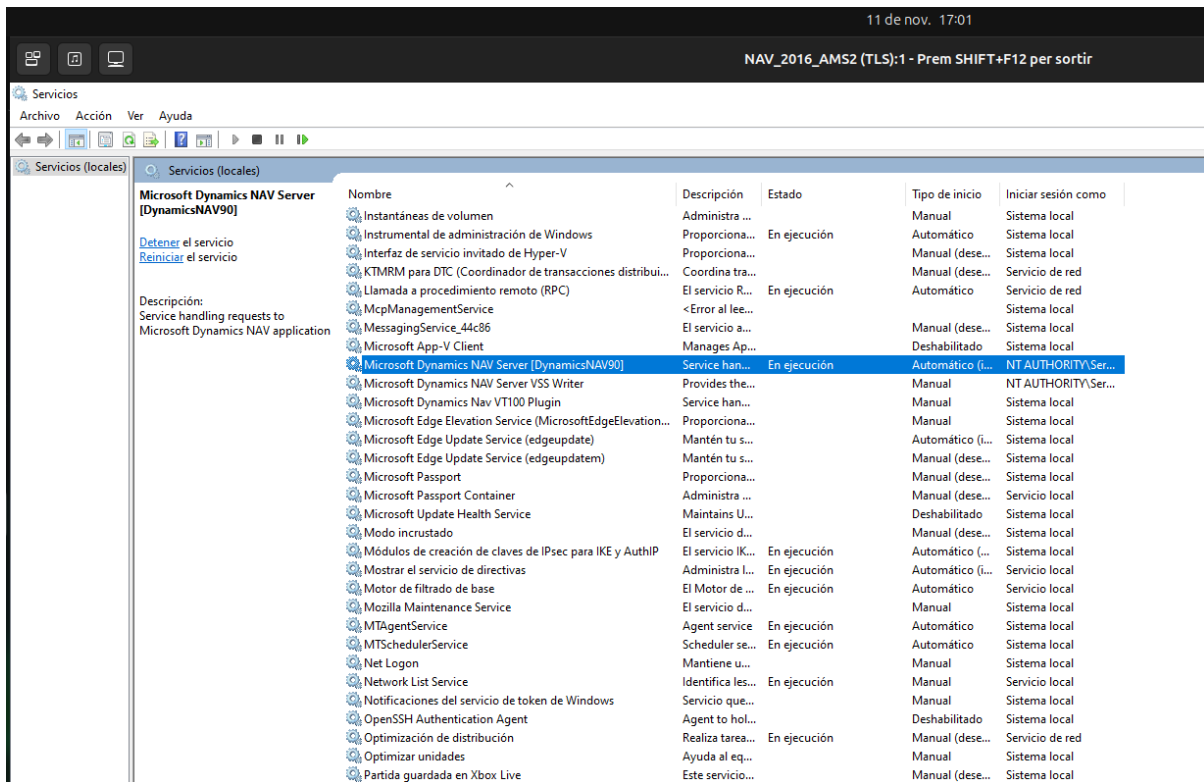 11 de nov. 17:01
NAV_2016_AMS2 (TLS):1 - Prem SHIFT+F12 per sortir
Servicios
Archivo Acción Ver Ayuda
Servicios (locales)
Servicios (locales)
Microsoft Dynamics NAV Server
[DynamicsNAV90]
Detener el servicio
Reiniciar el servicio
Descripción:
Service handling requests to
Microsoft Dynamics NAV application
Nombre Descripción Estado Tipo de inicio Iniciar sesión como
Instantáneas de volumen Administra ... Manual Sistema local
Instrumental de administración de Windows Proporciona... En ejecución Automático Sistema local
Interfaz de servicio invitado de Hyper-V Proporciona... Manual (dese... Sistema local
KTMRM para DTC (Coordinador de transacciones distribui... Coordina tra... Manual (dese... Servicio de red
Llamada a procedimiento remoto (RPC) El servicio R... En ejecución Automático Servicio de red
McpManagementService <Error al lee... Sistema local
MessagingService_44c86 El servicio a... Manual (dese... Sistema local
Microsoft App-V Client Manages Ap... Deshabilitado Sistema local
Microsoft Dynamics NAV Server [DynamicsNAV90] Service han... En ejecución Automático (i... NT AUTHORITY\Ser...
Microsoft Dynamics NAV Server VSS Writer Provides the... Manual NT AUTHORITY\Ser...
Microsoft Dynamics Nav VT100 Plugin Service han... Manual Sistema local
Microsoft Edge Elevation Service (MicrosoftEdgeElevation... Proporciona... Manual Sistema local
Microsoft Edge Update Service (edgeupdate) Mantén tu s... Automático (i... Sistema local
Microsoft Edge Update Service (edgeupdatem) Mantén tu s... Manual (dese... Sistema local
Microsoft Passport Proporciona... Manual (dese... Sistema local
Microsoft Passport Container Administra ... Manual (dese... Servicio local
Microsoft Update Health Service Maintains U... Deshabilitado Sistema local
Modo incrustado El servicio d... Manual (dese... Sistema local
Módulos de creación de claves de IPsec para IKE y AuthIP El servicio IK... En ejecución Automático (... Sistema local
Mostrar el servicio de directivas Administra l... En ejecución Automático (i... Servicio local
Motor de filtrado de base El Motor de ... En ejecución Automático Servicio local
Mozilla Maintenance Service El servicio d... Manual Sistema local
MTAgentService Agent service En ejecución Automático Sistema local
MTSchedulerService Scheduler se... En ejecución Automático Sistema local
Net Logon Mantiene u... Manual Sistema local
Network List Service Identifica les... En ejecución Manual Servicio local
Notificaciones del servicio de token de Windows Servicio que... Manual Sistema local
OpenSSH Authentication Agent Agent to hol... Deshabilitado Sistema local
Optimización de distribución Realiza tarea... En ejecución Manual (dese... Servicio de red
Optimizar unidades Ayuda al eq... Manual Sistema local
Partida guardada en Xbox Live Este servicio... Manual (dese... Sistema local